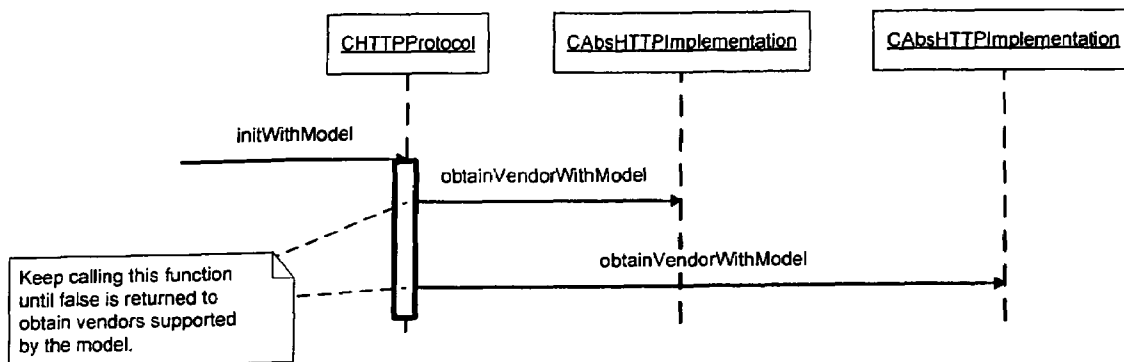 CHTTPProtocol
CAbsHTTPImplementation
CAbsHTTPImplementation
initWithModel
obtainVendorWithModel
obtainVendorWithModel
Keep calling this function
until false is returned to
obtain vendors supported
by the model.